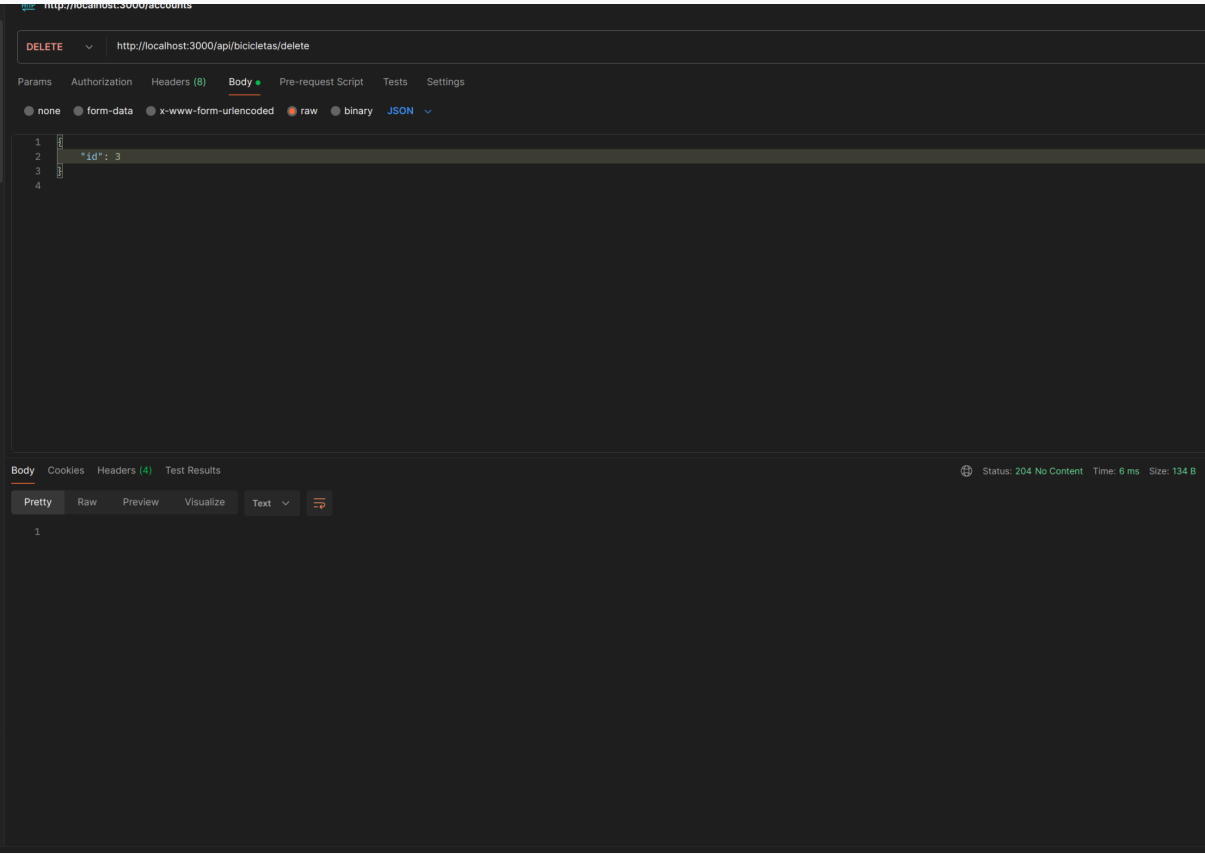 HTTP http://localhost:3000/accounts
DELETE http://localhost:3000/api/bicicletas/delete
Params Authorization Headers (8) Body Pre-request Script Tests Settings
none form-data x-www-form-urlencoded raw binary JSON
1 {
2 "id": 3
3 }
4
Body Cookies Headers (4) Test Results Status: 204 No Content Time: 6 ms Size: 134 B
Pretty Raw Preview Visualize Text
1